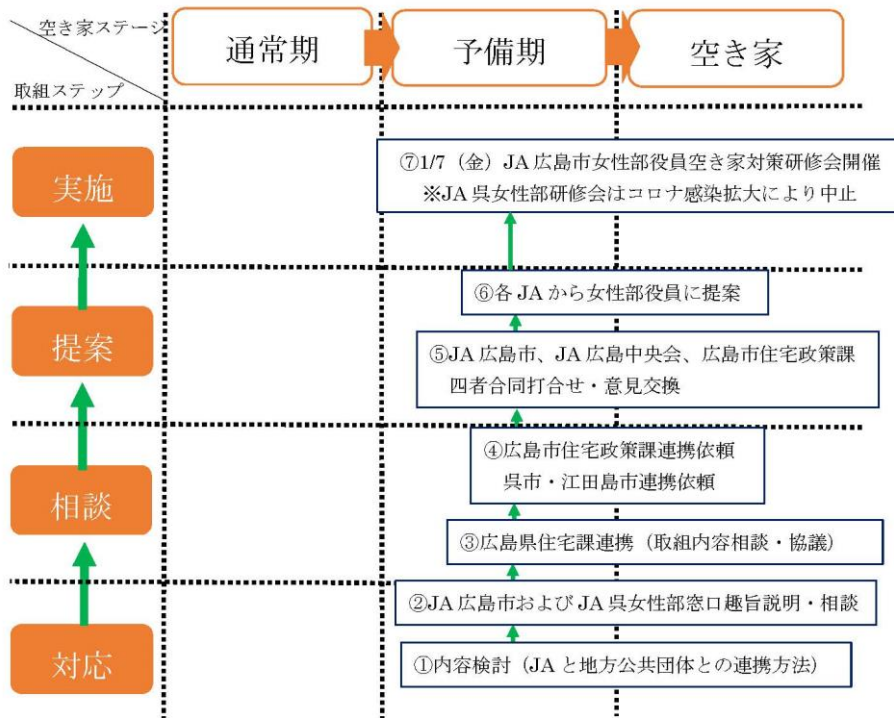 空き家ステージ
取組ステップ
通常期
予備期
空き家
実施
⑦1/7（金）JA広島市女性部役員空き家対策研修会開催
※JA呉女性部研修会はコロナ感染拡大により中止
⑥各JAから女性部役員に提案
提案
⑤JA広島市、JA広島中央会、広島市住宅政策課
四者合同打合せ・意見交換
④広島市住宅政策課連携依頼
呉市・江田島市連携依頼
相談
③広島県住宅課連携（取組内容相談・協議）
②JA広島市およびJA呉女性部窓口趣旨説明・相談
対応
①内容検討（JAと地方公共団体との連携方法）